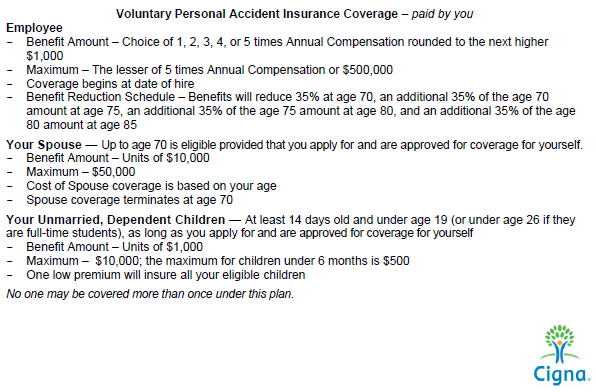 Voluntary Personal Accident Insurance Coverage – paid by you
Employee
– Benefit Amount – Choice of 1, 2, 3, 4, or 5 times Annual Compensation rounded to the next higher
$1,000
– Maximum – The lesser of 5 times Annual Compensation or $500,000
– Coverage begins at date of hire
– Benefit Reduction Schedule – Benefits will reduce 35% at age 70, an additional 35% of the age 70
amount at age 75, an additional 35% of the age 75 amount at age 80, and an additional 35% of the age
80 amount at age 85
Your Spouse — Up to age 70 is eligible provided that you apply for and are approved for coverage for yourself.
– Benefit Amount – Units of $10,000
– Maximum – $50,000
– Cost of Spouse coverage is based on your age
– Spouse coverage terminates at age 70
Your Unmarried, Dependent Children — At least 14 days old and under age 19 (or under age 26 if they
are full-time students), as long as you apply for and are approved for coverage for yourself
– Benefit Amount – Units of $1,000
– Maximum – $10,000; the maximum for children under 6 months is $500
– One low premium will insure all your eligible children
No one may be covered more than once under this plan.
Cigna.